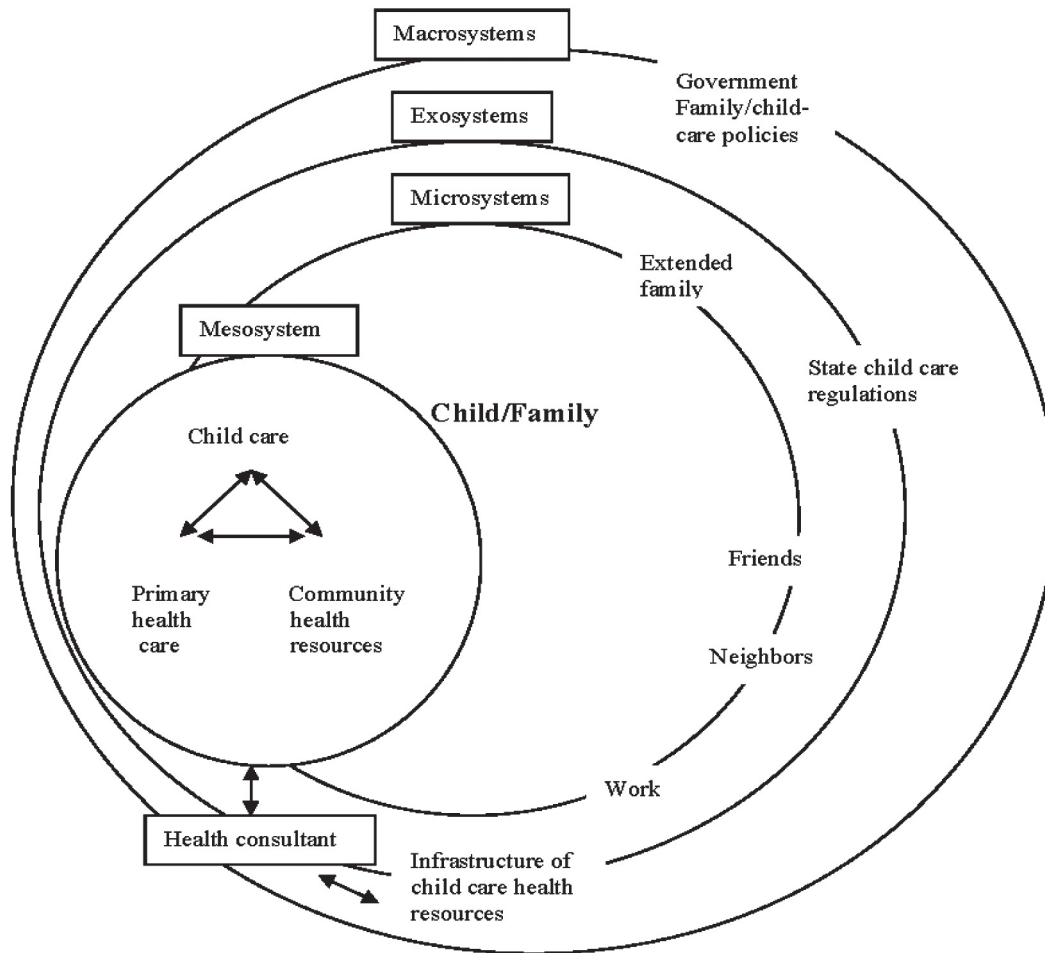 Macrosystems
Government
Family/child-
care policies
Exosystems
Microsystems
Extended
family
Mesosystem
State child care
regulations
Child/Family
Child care
Friends
Primary
health
care
Community
health
resources
Neighbors
Work
Health consultant
Infrastructure of
child care health
resources